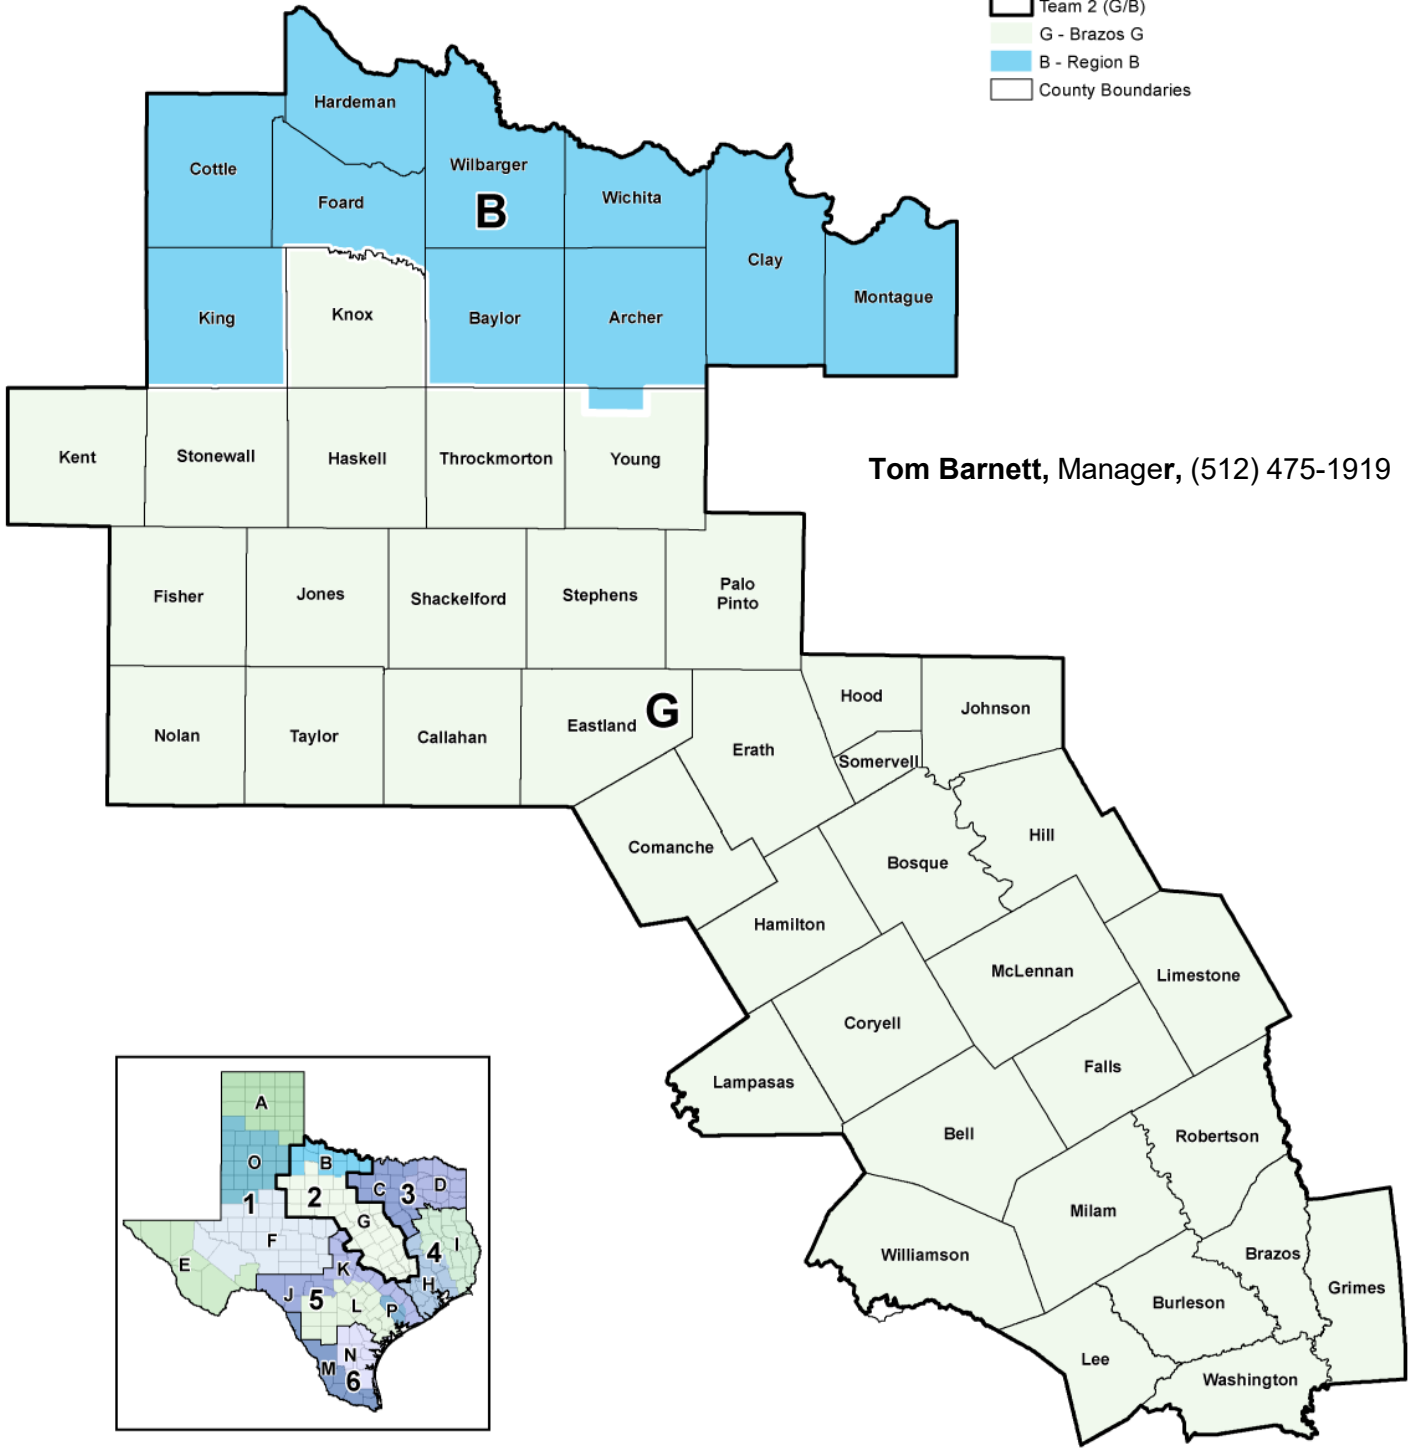 Team 2 (G/B)
G - Brazos G
B - Region B
County Boundaries
Hardeman
Cottle
Wilbarger
Foard
B
Wichita
Clay
Montague
King
Knox
Baylor
Archer
Kent
Stonewall
Haskell
Throckmorton
Young
Tom Barnett, Manager, (512) 475-1919
Fisher
Jones
Shackelford
Stephens
Palo
Pinto
Nolan
Taylor
Callahan
Eastland
G
Erath
Hood
Johnson
Somervell
Comanche
Bosque
Hill
Hamilton
McLennan
Limestone
Coryell
Lampasas
Falls
Bell
Robertson
Milam
Williamson
Brazos
Grimes
Burleson
Lee
Washington
A
O
B
1
2
C
3
D
G
F
E
4
I
K
H
J
5
L
P
N
M
6